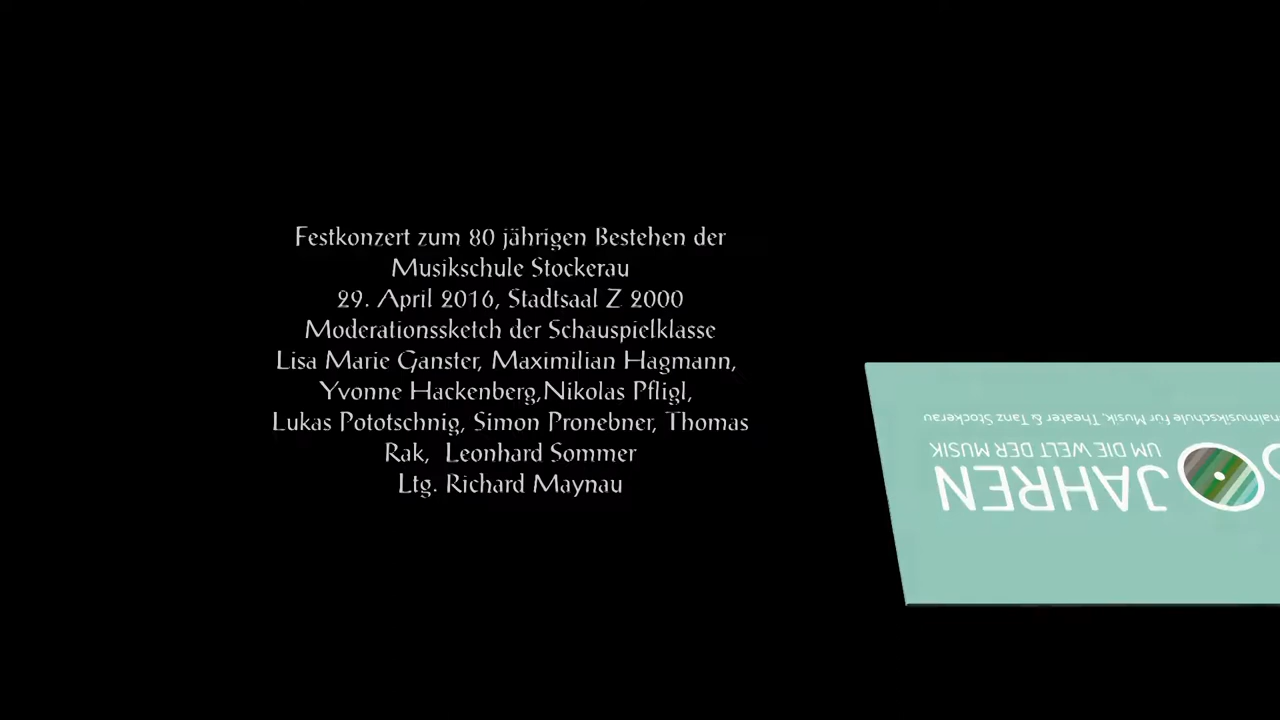 Festkonzert zum 80 jährigen Bestehen der
Musikschule Stockerau
29. April 2016, Stadtsaal Z 2000
Moderationssketch der Schauspielklasse
Lisa Marie Ganster, Maximilian Hagmann,
Yvonne Hackenberg,Nikolas Pfligl,
Lukas Pototschnig, Simon Pronebner, Thomas
Rak, Leonhard Sommer
Ltg. Richard Maynau
JAHREN
UM DIE WELT DER MUSIK
für Musik, Theater & Tanz Stockerau